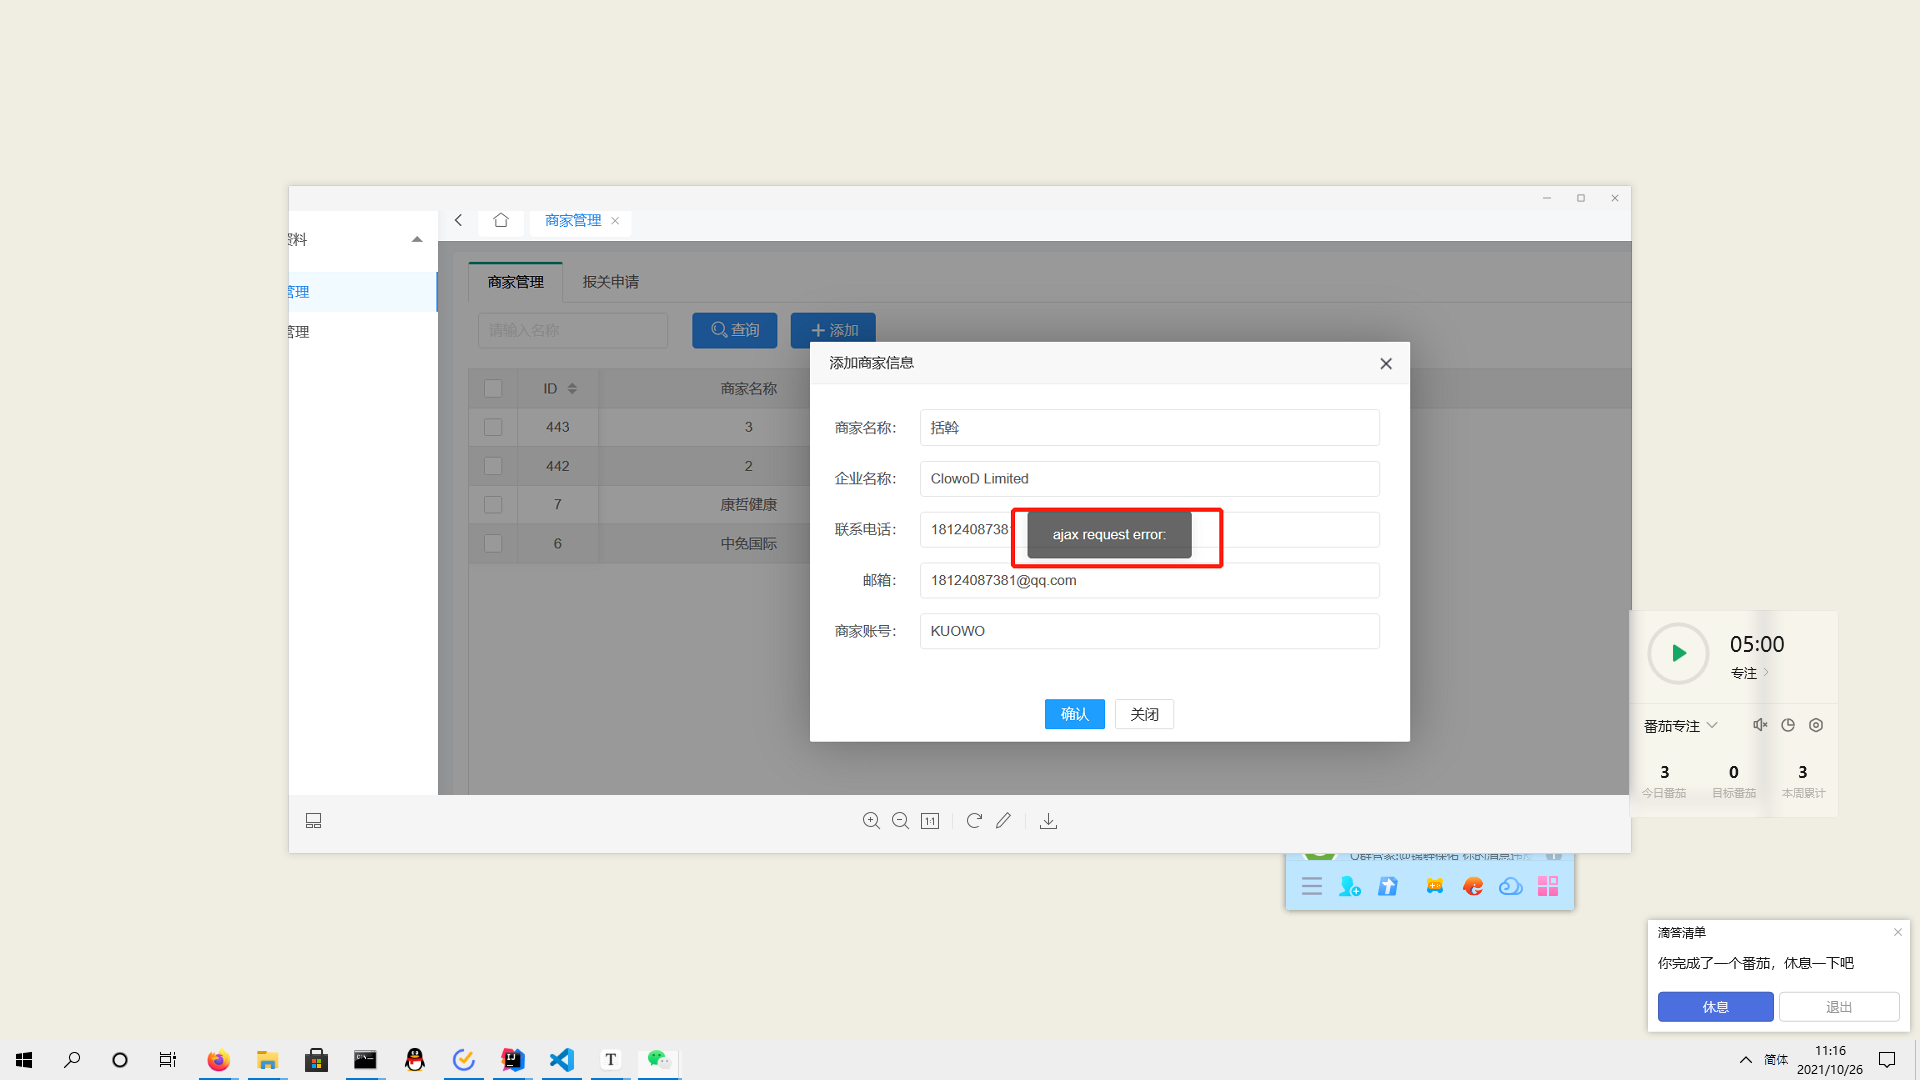 资料
管理
管理
商家管理
商家管理
报关申请
请输入名称
查询
添加
ID
商家名称
443
3
442
2
7
康哲健康
6
中免国际
添加商家信息
商家名称：
括斡
企业名称：
ClowoD Limited
联系电话：
1812408738
ajax request error:
邮箱：
18124087381@qq.com
商家账号：
KUOWO
确认
关闭
1:1
05:00
专注
番茄专注
3
0
3
今日番茄
目标番茄
本周累计
滴答清单
你完成了一个番茄，休息一下吧
休息
退出
简体
11:16
2021/10/26